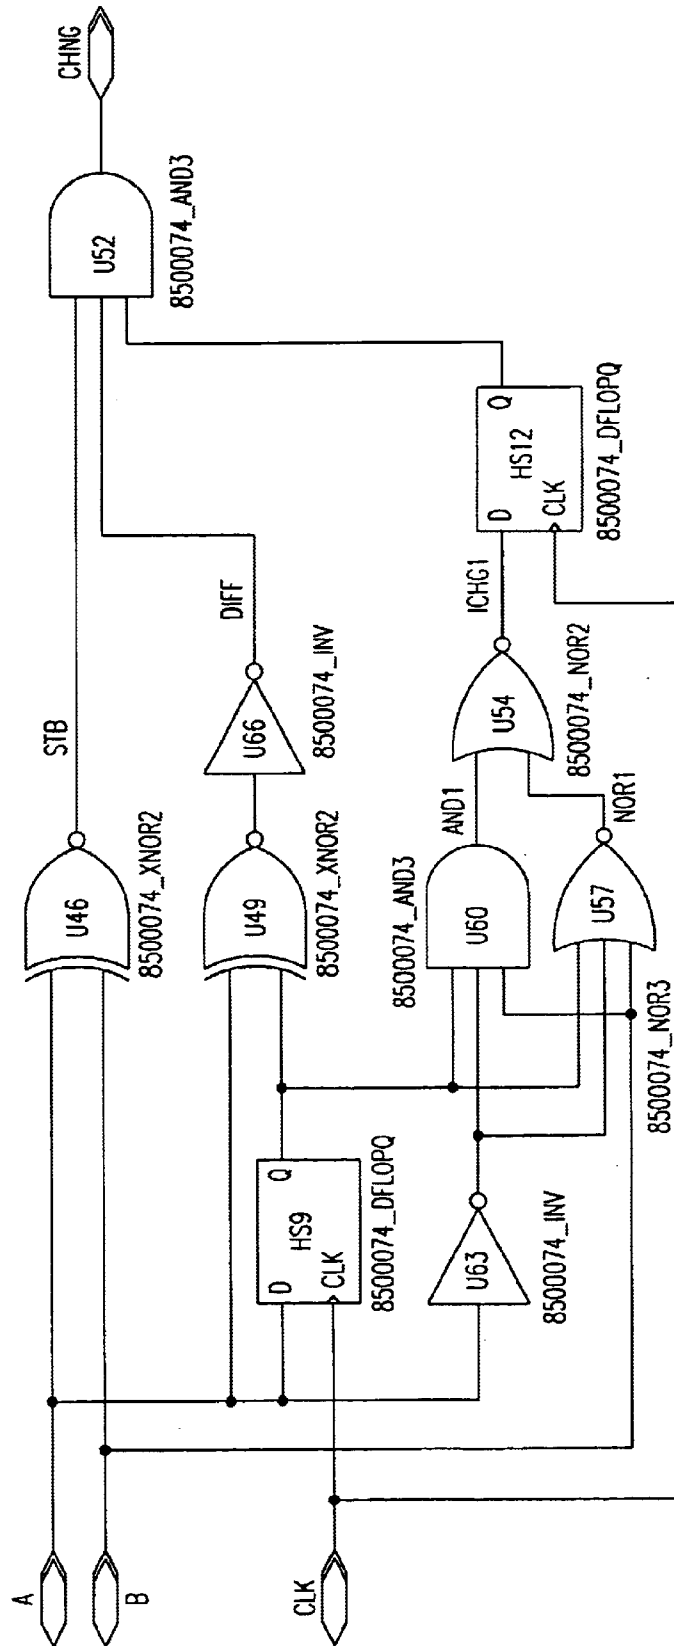 A
B
CLK
STB
U46
8500074_XNOR2
U52
8500074_AND3
CHNG
U49
8500074_XNOR2
U66
8500074_INV
DIFF
D
Q
CLK
HS9
8500074_DFLOPQ
U63
8500074_INV
8500074_AND3
U60
AND1
U57
8500074_NOR3
NOR1
U54
8500074_NOR2
ICHG1
D
Q
CLK
HS12
8500074_DFLOPQ